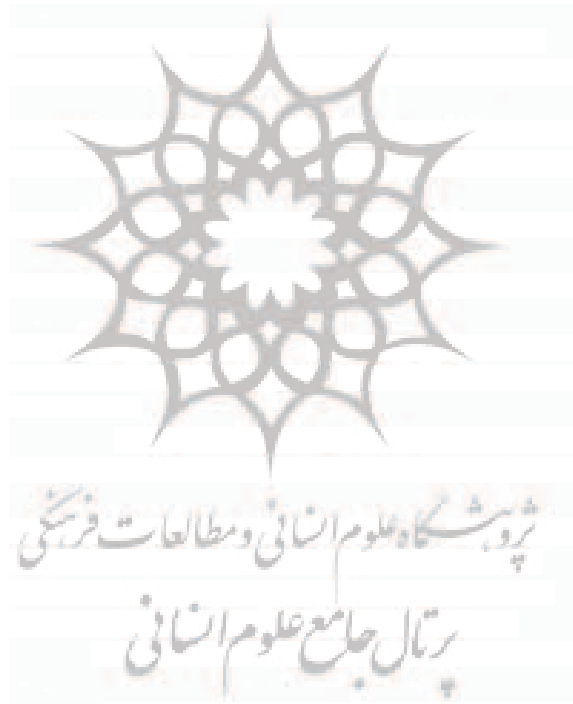 پژوهشگاه علوم انسانی و مطالعات فرهنگی
پرتال جامع علوم انسانی